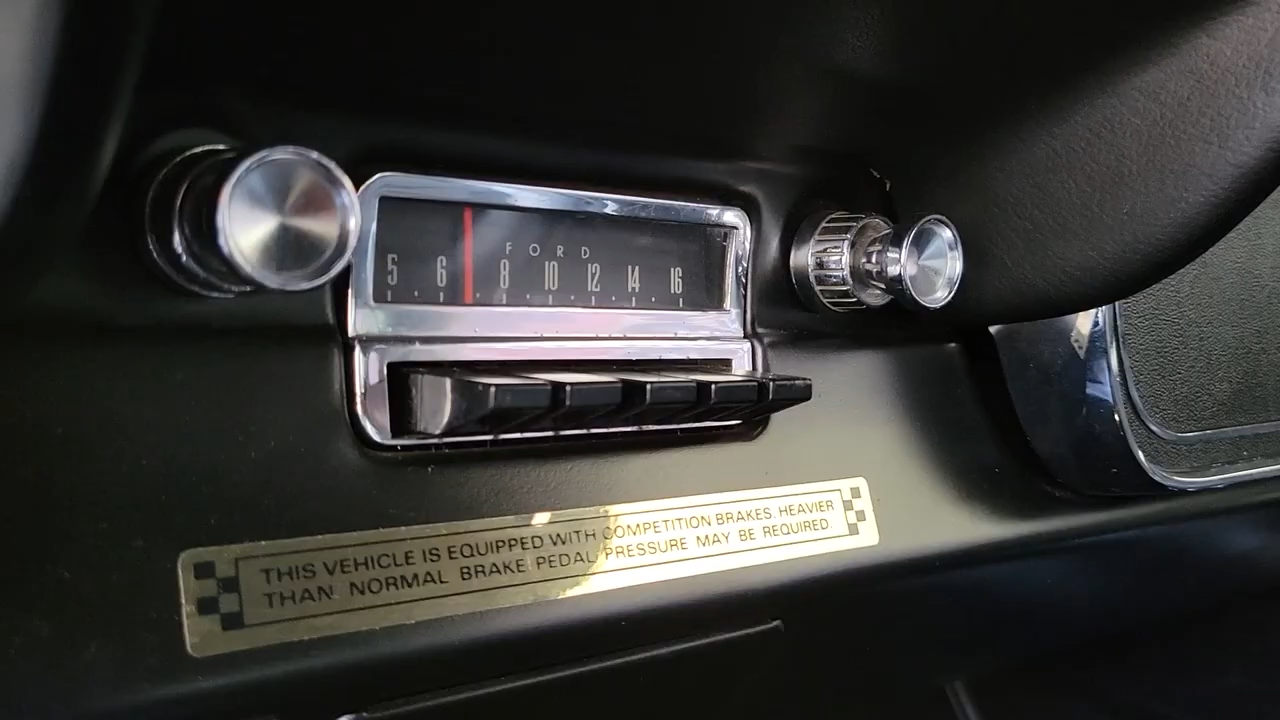 FORD
5 6 8 10 12 14 16
THIS VEHICLE IS EQUIPPED WITH COMPETITION BRAKES. HEAVIER
THAN NORMAL BRAKE PEDAL PRESSURE MAY BE REQUIRED.